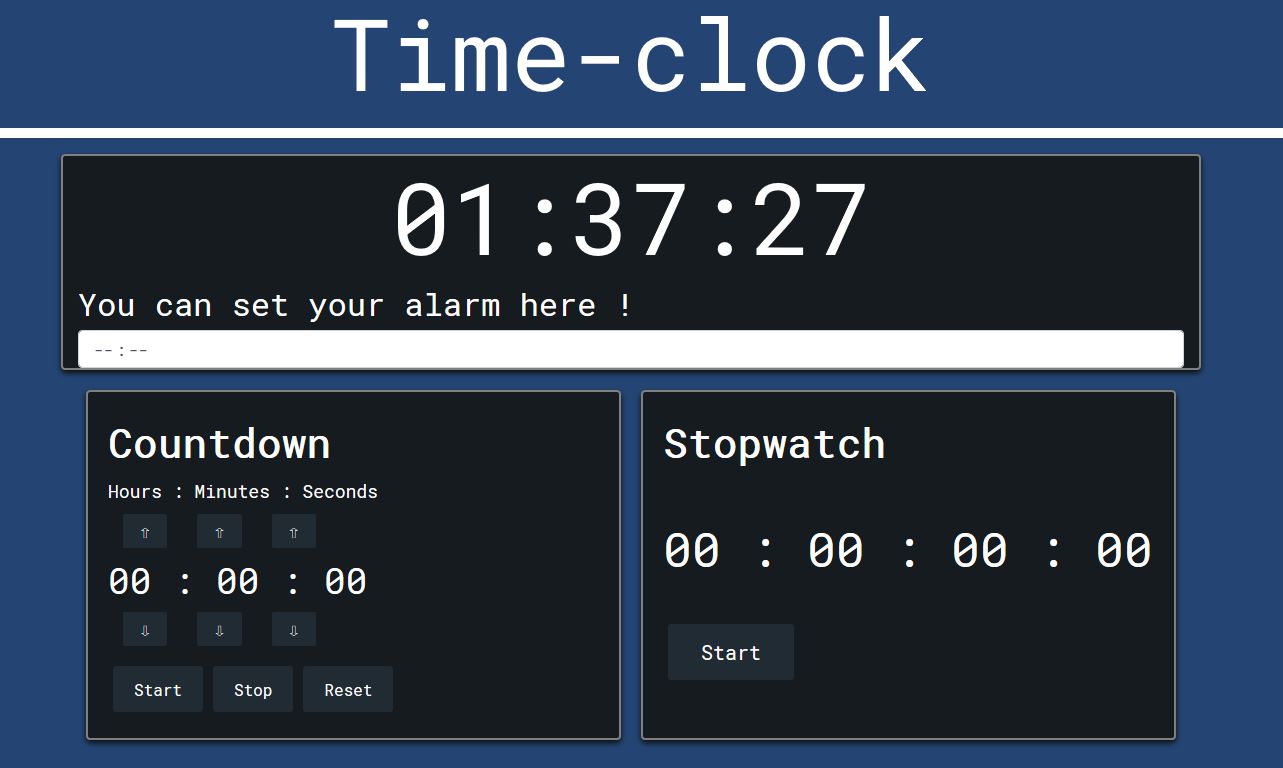 Time-clock
01:37:27
You can set your alarm here !
--:--
Countdown
Hours : Minutes : Seconds
⇧ ⇧ ⇧
00 : 00 : 00
⇩ ⇩ ⇩
Start Stop Reset
Stopwatch
00 : 00 : 00 : 00
Start